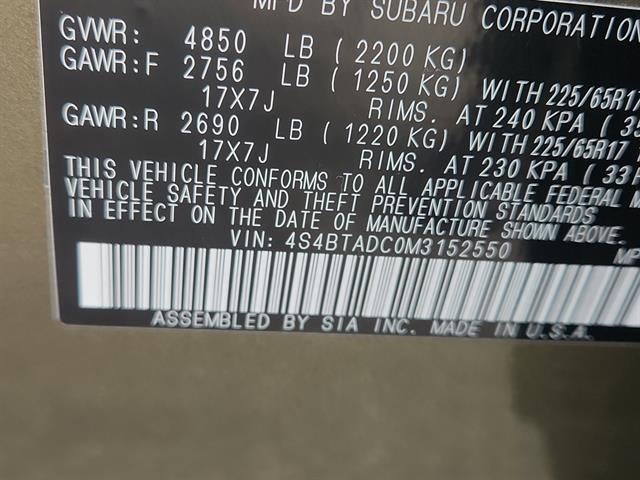 MFD BY SUBARU CORPORATION
GVWR: 4850 LB (2200 KG)
GAWR:F 2756 LB (1250 KG) WITH 225/65R17
17X7J RIMS. AT 240 KPA (
GAWR:R 2690 LB (1220 KG) WITH 225/65R17
17X7J RIMS. AT 230 KPA (33
THIS VEHICLE CONFORMS TO ALL APPLICABLE FEDERAL
VEHICLE SAFETY AND THEFT PREVENTION STANDARDS
IN EFFECT ON THE DATE OF MANUFACTURE SHOWN ABOVE.
VIN: 4S4BTADC0M3152550 MP
ASSEMBLED BY SIA INC. MADE IN U.S.A.